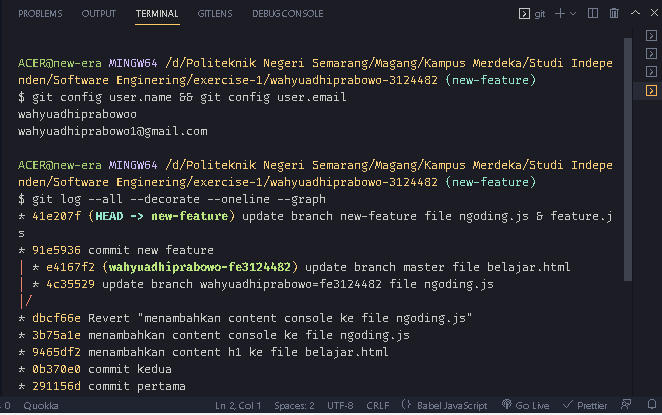 PROBLEMS OUTPUT TERMINAL GITLENS DEBUG CONSOLE git
ACER@new-era MINGW64 /d/Politeknik Negeri Semarang/Magang/Kampus Merdeka/Studi Indepe
nden/Software Enginering/exercise-1/wahyuadhiprabowo-3124482 (new-feature)
$ git config user.name && git config user.email
wahyuadhiprabowoo
wahyuadhiprabowo1@gmail.com
ACER@new-era MINGW64 /d/Politeknik Negeri Semarang/Magang/Kampus Merdeka/Studi Indepe
nden/Software Enginering/exercise-1/wahyuadhiprabowo-3124482 (new-feature)
$ git log --all --decorate --oneline --graph
* 41e207f (HEAD -> new-feature) update branch new-feature file ngoding.js & feature.j
s
* 91e5936 commit new feature
| * e4167f2 (wahyuadhiprabowo-fe3124482) update branch master file belajar.html
| * 4c35529 update branch wahyuadhiprabowo=fe3124482 file ngoding.js
|/
* dbcf66e Revert "menambahkan content console ke file ngoding.js"
* 3b75a1e menambahkan content console ke file ngoding.js
* 9465df2 menambahkan content h1 ke file belajar.html
* 0b370e0 commit kedua
* 291156d commit pertama
0 Quokka Ln 2, Col 1 Spaces: 2 UTF-8 CRLF {} Babel JavaScript Go Live Prettier